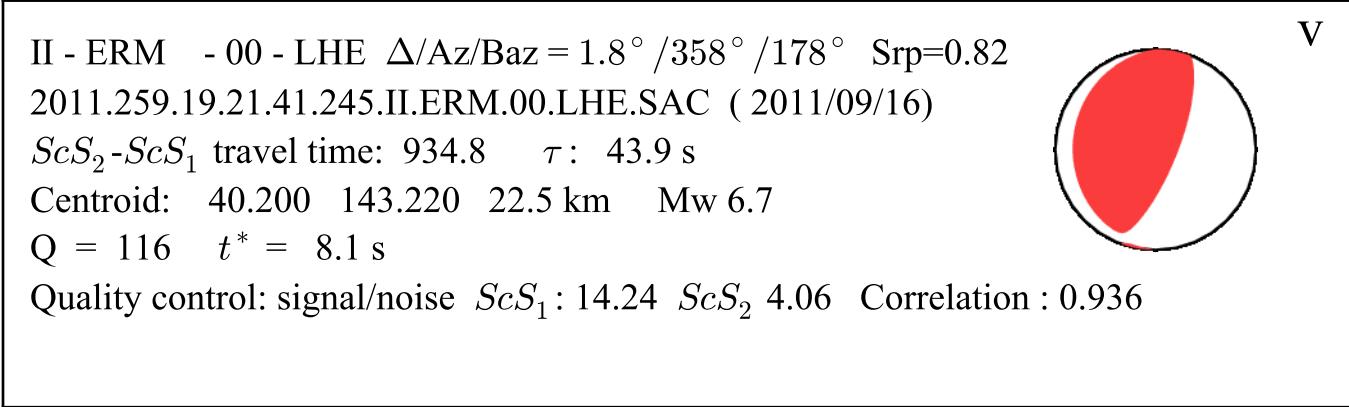 II - ERM - 00 - LHE Δ/Az/Baz = 1.8° /358° /178° Srp=0.82
V
2011.259.19.21.41.245.II.ERM.00.LHE.SAC ( 2011/09/16)
ScS₂-ScS₁ travel time: 934.8 τ : 43.9 s
Centroid: 40.200 143.220 22.5 km Mw 6.7
Q = 116 t* = 8.1 s
Quality control: signal/noise ScS₁ : 14.24 ScS₂ 4.06 Correlation : 0.936